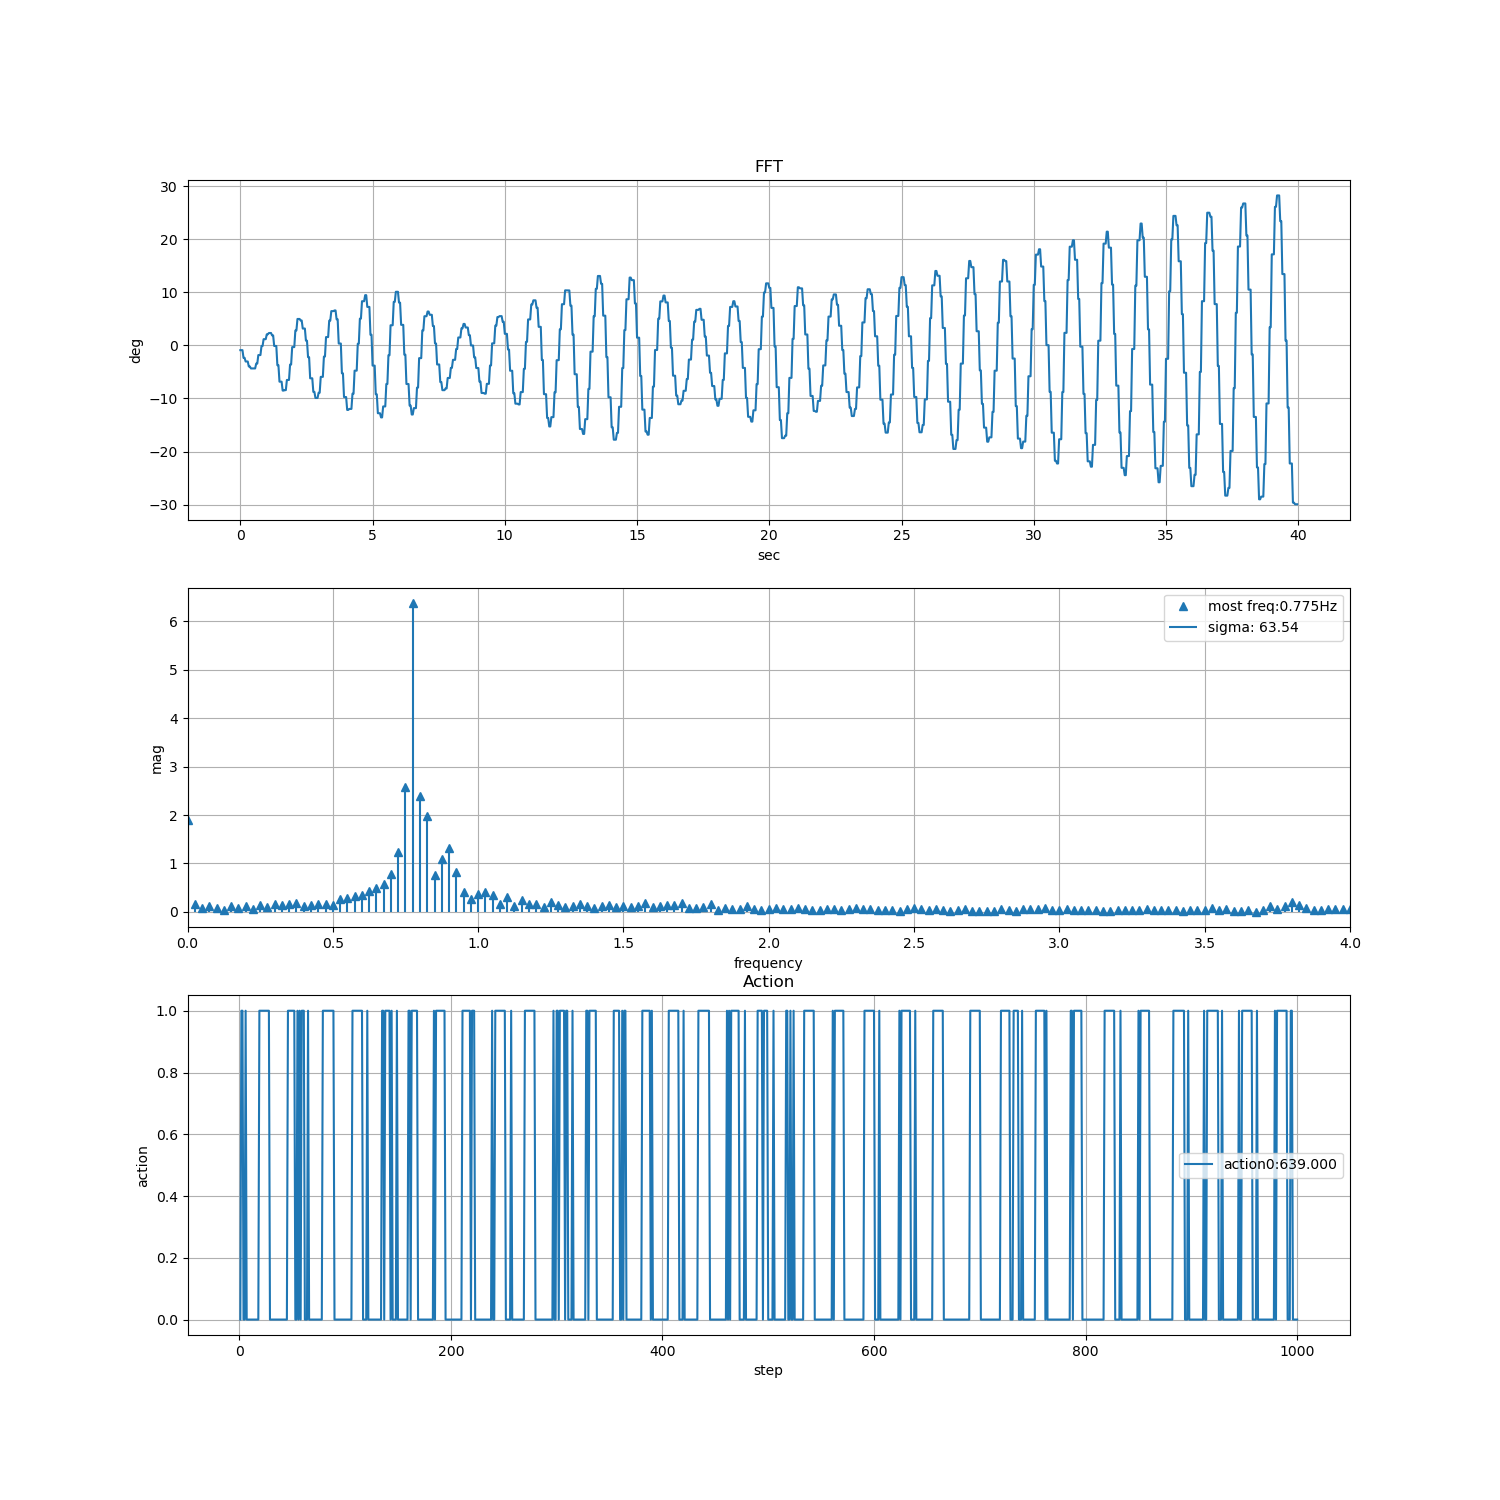 FFT
30
20
10
0
−10
−20
−30
deg
0 5 10 15 20 25 30 35 40
sec
most freq:0.775Hz
sigma: 63.54
6
5
4
3
2
1
0
mag
0.0 0.5 1.0 1.5 2.0 2.5 3.0 3.5 4.0
frequency
Action
1.0
0.8
0.6
0.4
0.2
0.0
action
action0:639.000
0 200 400 600 800 1000
step